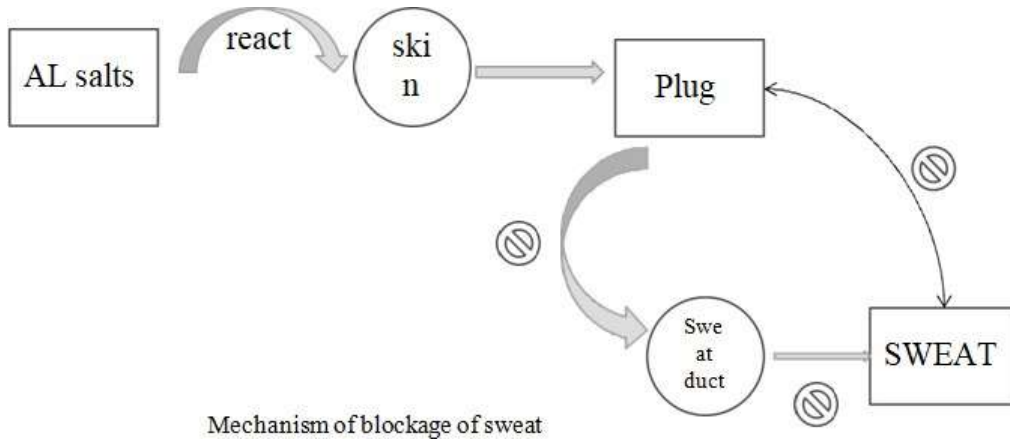 AL salts
react
ski
n
Plug
Swe
at
duct
SWEAT
Mechanism of blockage of sweat